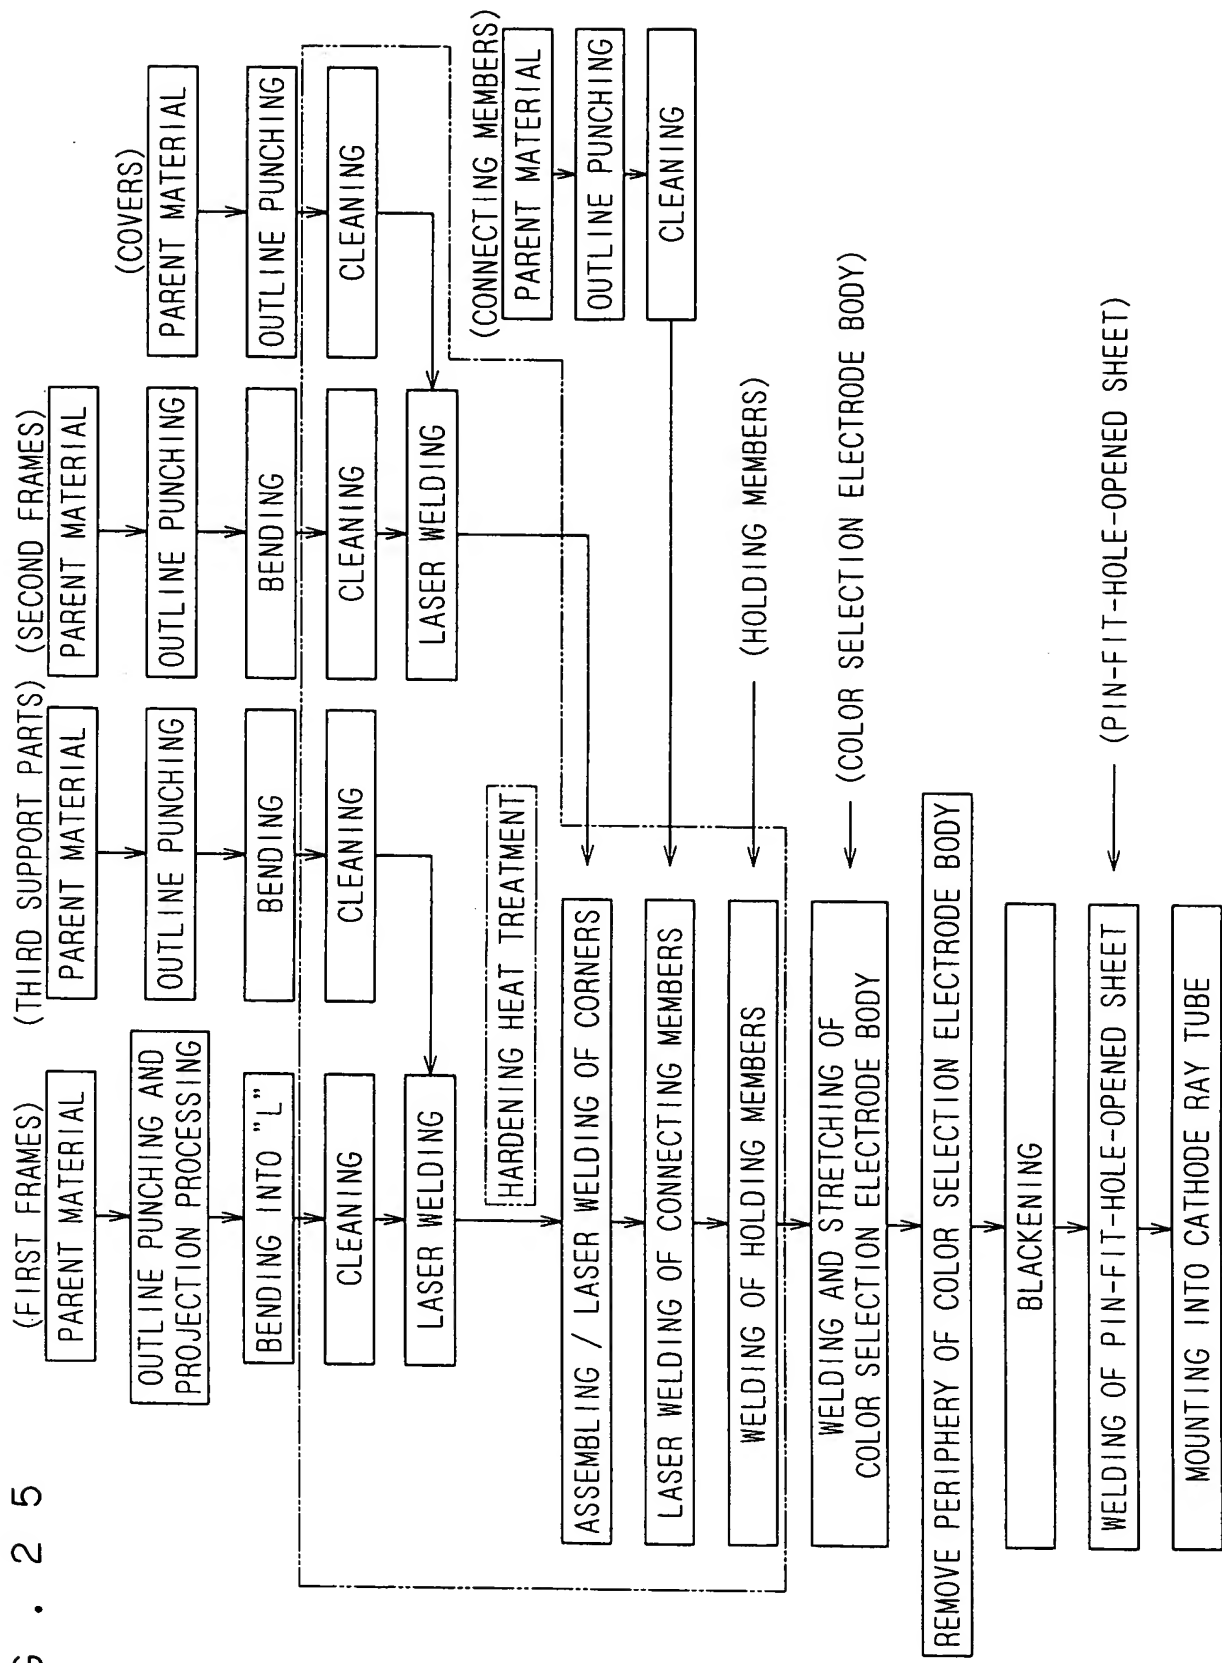 G . 2 5
(FIRST FRAMES)
PARENT MATERIAL
OUTLINE PUNCHING AND
PROJECTION PROCESSING
BENDING INTO "L"
CLEANING
LASER WELDING
(THIRD SUPPORT PARTS)
PARENT MATERIAL
OUTLINE PUNCHING
BENDING
CLEANING
(SECOND FRAMES)
PARENT MATERIAL
OUTLINE PUNCHING
BENDING
CLEANING
LASER WELDING
(COVERS)
PARENT MATERIAL
OUTLINE PUNCHING
CLEANING
(CONNECTING MEMBERS)
PARENT MATERIAL
OUTLINE PUNCHING
CLEANING
HARDENING HEAT TREATMENT
ASSEMBLING / LASER WELDING OF CORNERS
LASER WELDING OF CONNECTING MEMBERS
WELDING OF HOLDING MEMBERS
(HOLDING MEMBERS)
WELDING AND STRETCHING OF
COLOR SELECTION ELECTRODE BODY
(COLOR SELECTION ELECTRODE BODY)
REMOVE PERIPHERY OF COLOR SELECTION ELECTRODE BODY
BLACKENING
WELDING OF PIN-FIT-HOLE-OPENED SHEET
(PIN-FIT-HOLE-OPENED SHEET)
MOUNTING INTO CATHODE RAY TUBE